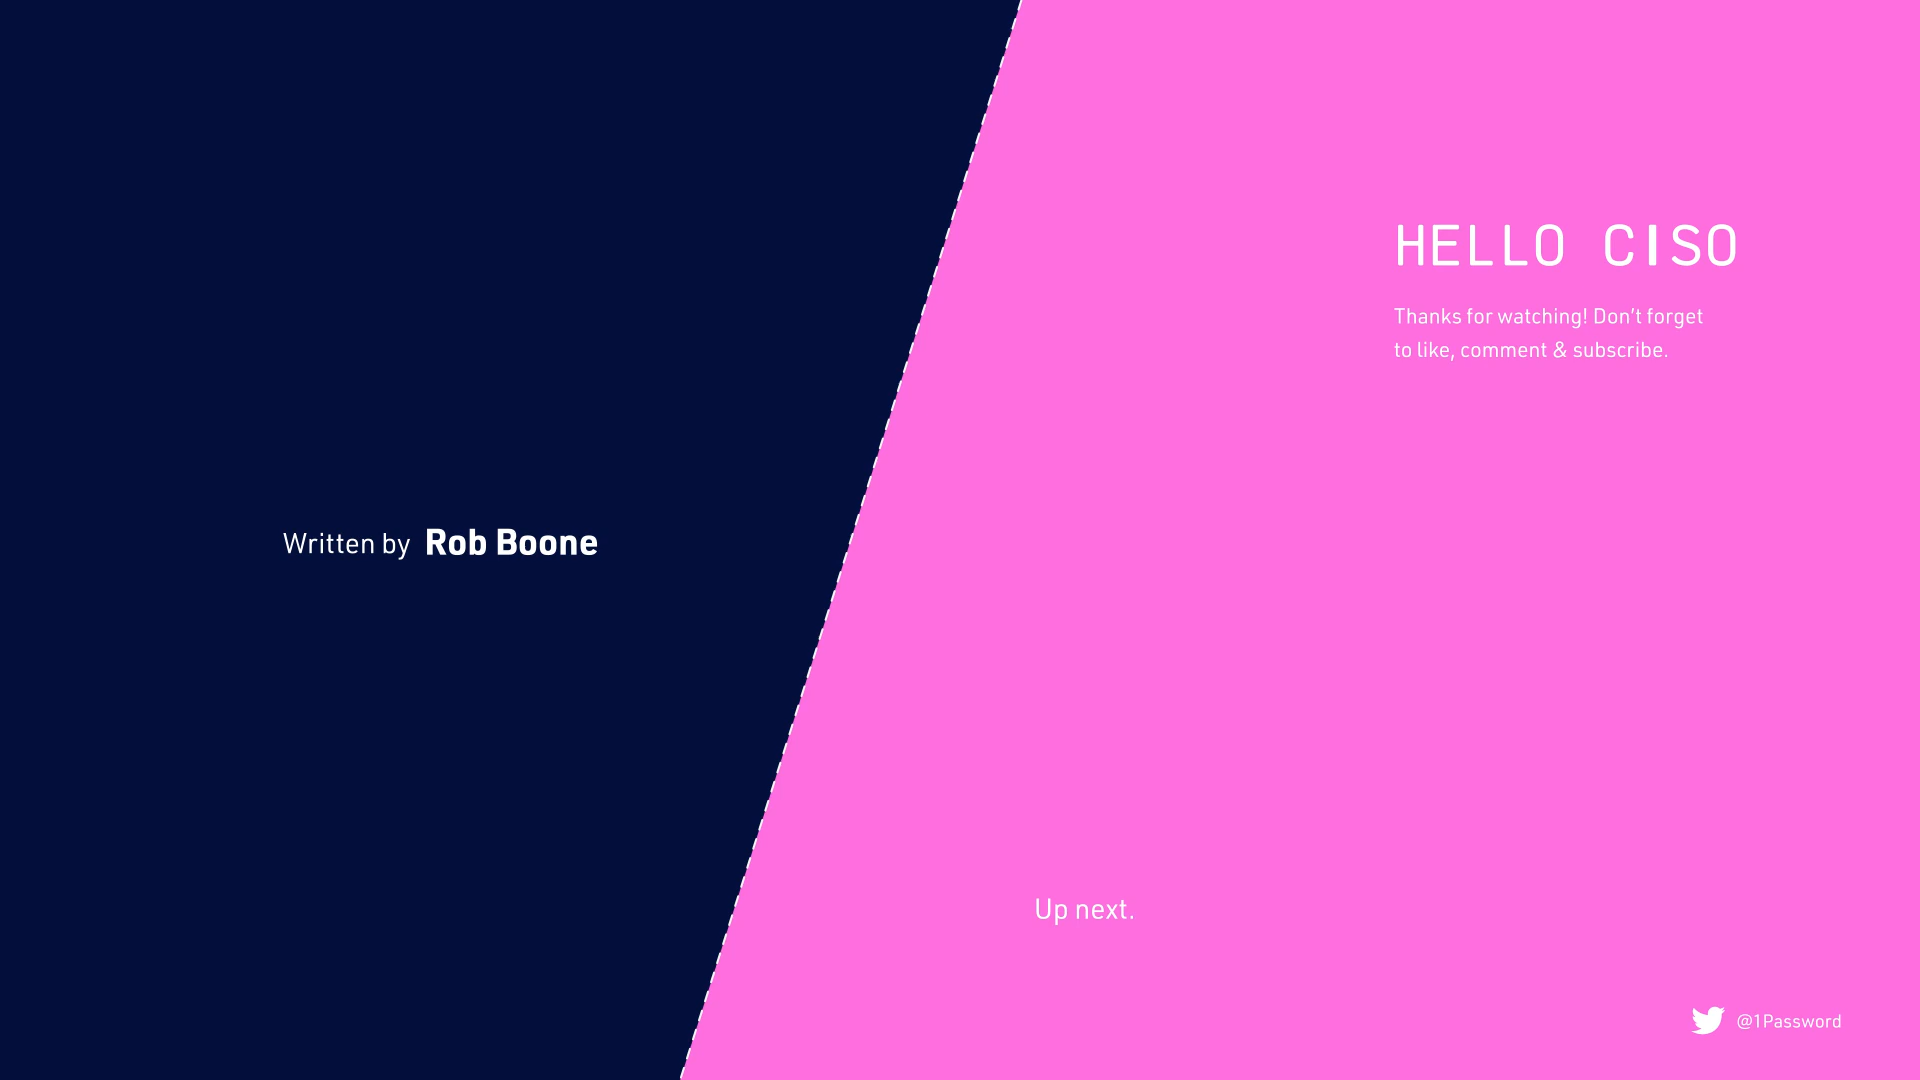 HELLO CISO
Thanks for watching! Don’t forget
to like, comment & subscribe.
Written by Rob Boone
Up next.
@1Password